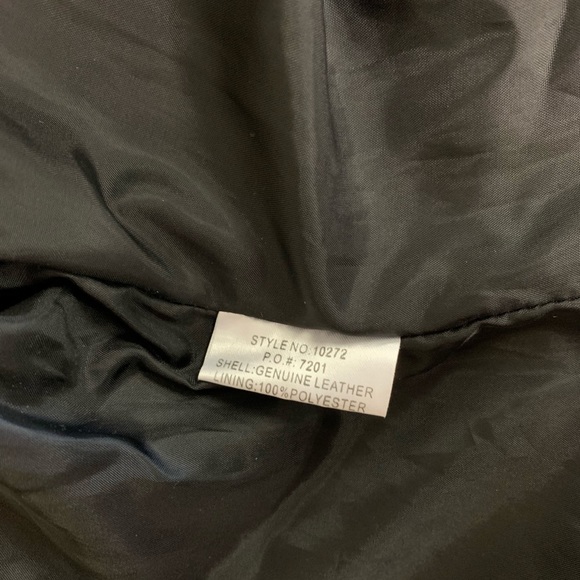 STYLE NO.:10272
P.O.#: 7201
SHELL:GENUINE LEATHER
LINING:100%POLYESTER